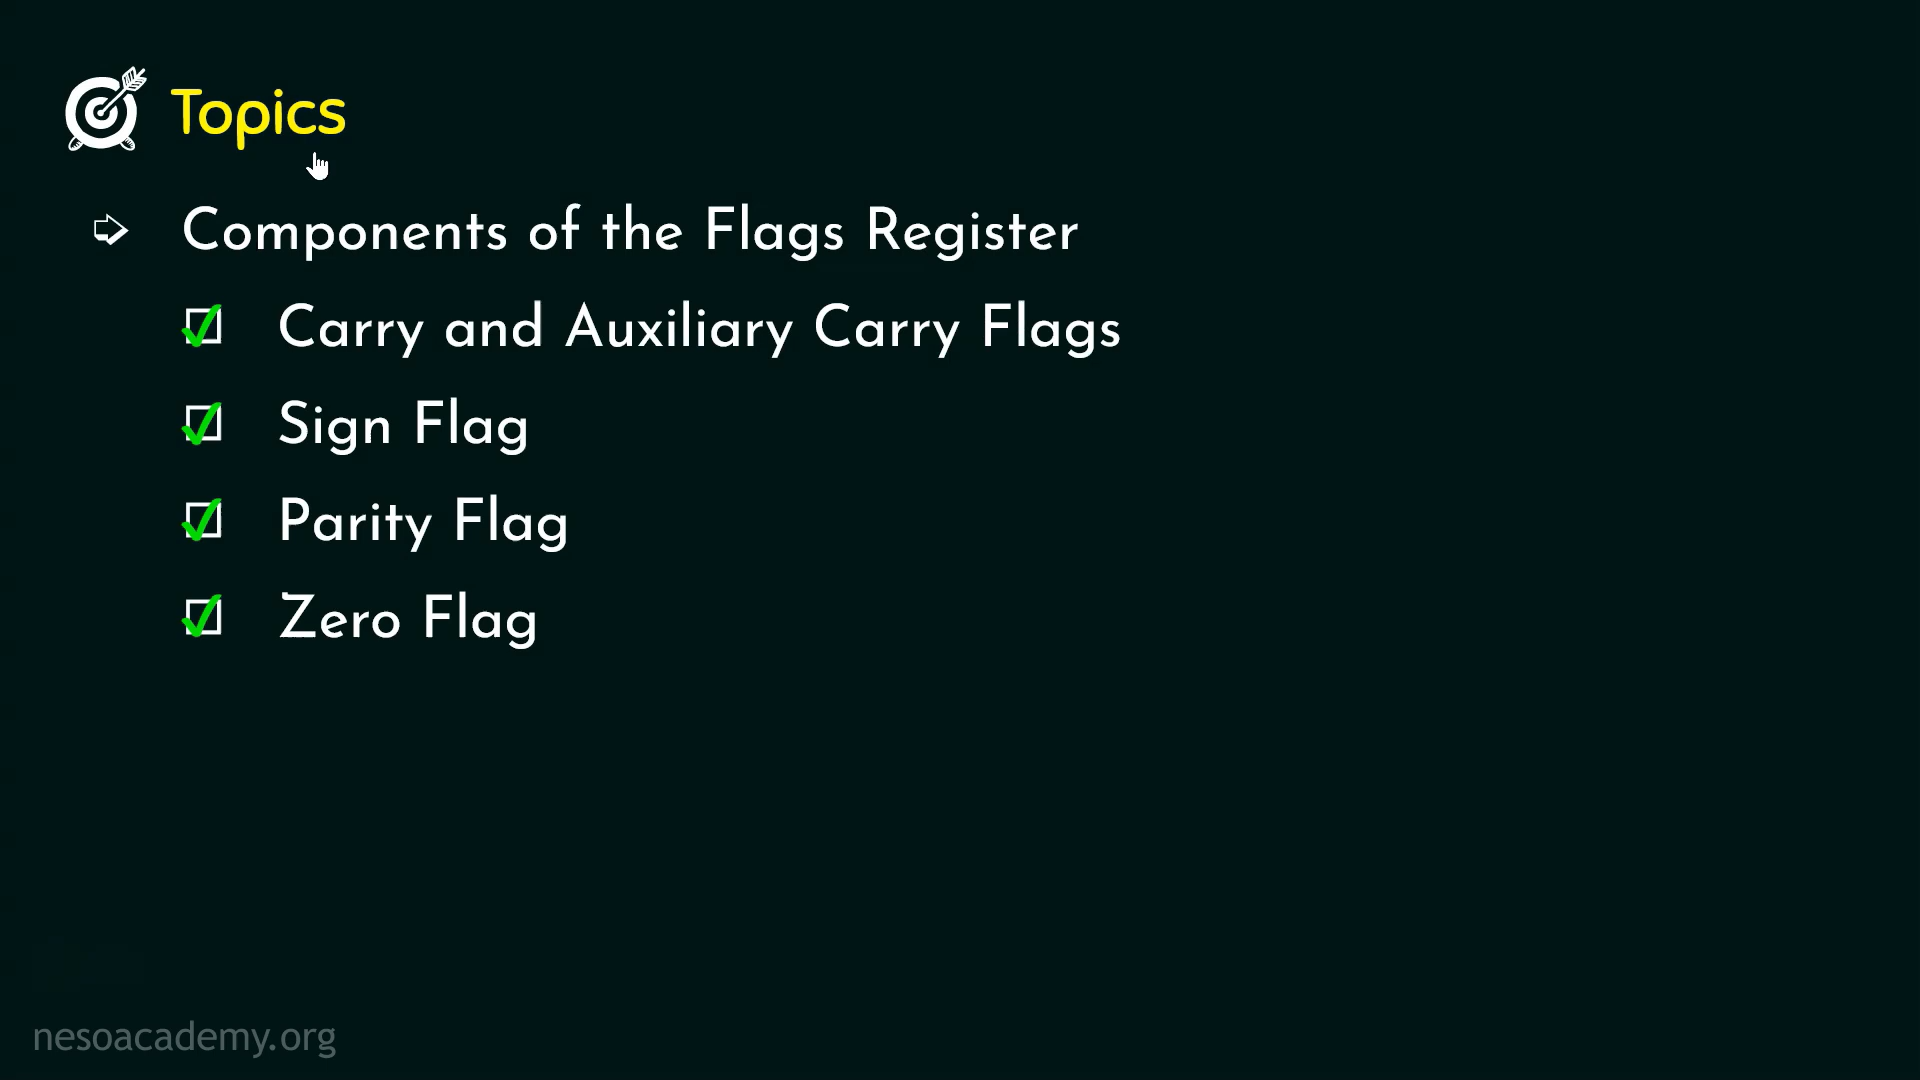 Topics
Components of the Flags Register
Carry and Auxiliary Carry Flags
Sign Flag
Parity Flag
Zero Flag
nesoacademy.org